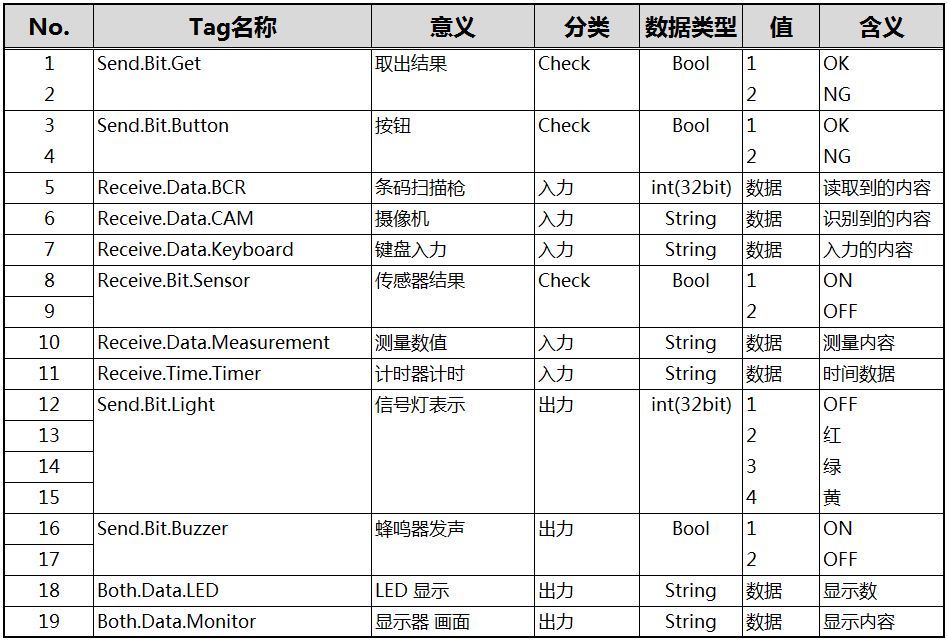 No. Tag名称 意义 分类 数据类型 值 含义
1 Send.Bit.Get 取出结果 Check Bool 1 OK
2 2 NG
3 Send.Bit.Button 按钮 Check Bool 1 OK
4 2 NG
5 Receive.Data.BCR 条码扫描枪 入力 int(32bit) 数据 读取到的内容
6 Receive.Data.CAM 摄像机 入力 String 数据 识别到的内容
7 Receive.Data.Keyboard 键盘入力 入力 String 数据 入力的内容
8 Receive.Bit.Sensor 传感器结果 Check Bool 1 ON
9 2 OFF
10 Receive.Data.Measurement 测量数值 入力 String 数据 测量内容
11 Receive.Time.Timer 计时器计时 入力 String 数据 时间数据
12 Send.Bit.Light 信号灯表示 出力 int(32bit) 1 OFF
13 2 红
14 3 绿
15 4 黄
16 Send.Bit.Buzzer 蜂鸣器发声 出力 Bool 1 ON
17 2 OFF
18 Both.Data.LED LED 显示 出力 String 数据 显示数
19 Both.Data.Monitor 显示器 画面 出力 String 数据 显示内容